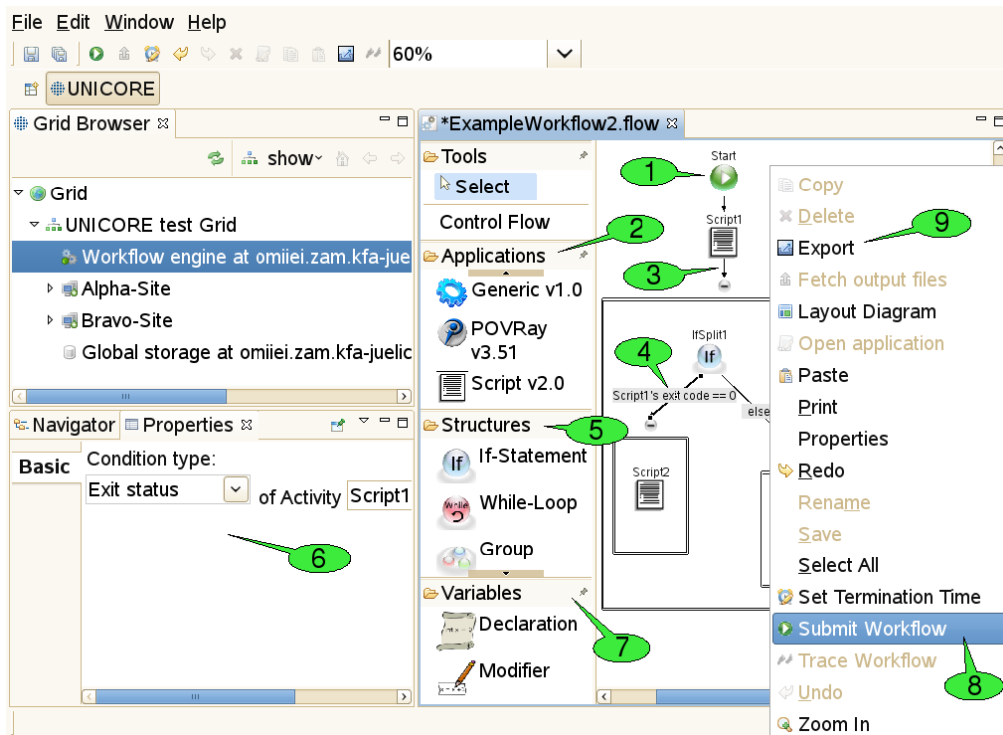 File Edit Window Help
60%
UNICORE
Grid Browser
show
Grid
UNICORE test Grid
Workflow engine at omiiei.zam.kfa-jue
Alpha-Site
Bravo-Site
Global storage at omiiei.zam.kfa-juelic
Navigator Properties
Basic
Condition type:
Exit status of Activity Script1
6
*ExampleWorkflow2.flow
Tools
Select
Control Flow
Applications
2
Generic v1.0
POVRay
v3.51
Script v2.0
Structures
5
If
If-Statement
While
While-Loop
Group
Variables
7
Declaration
Modifier
Start
1
Script1
3
IfSplit1
If
4
Script1's exit code == 0
else
Script2
Copy
Delete
9
Export
Fetch output files
Layout Diagram
Open application
Paste
Print
Properties
Redo
Rename
Save
Select All
Set Termination Time
Submit Workflow
Trace Workflow
8
Undo
Zoom In